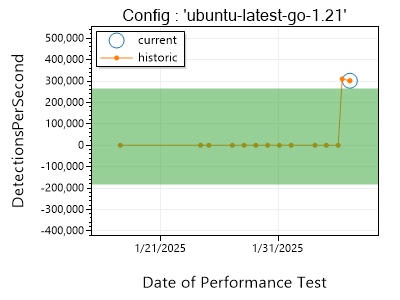 Config : 'ubuntu-latest-go-1.21'
current
historic
DetectionsPerSecond
500,000
400,000
300,000
200,000
100,000
0
-100,000
-200,000
-300,000
-400,000
1/21/2025
1/31/2025
Date of Performance Test